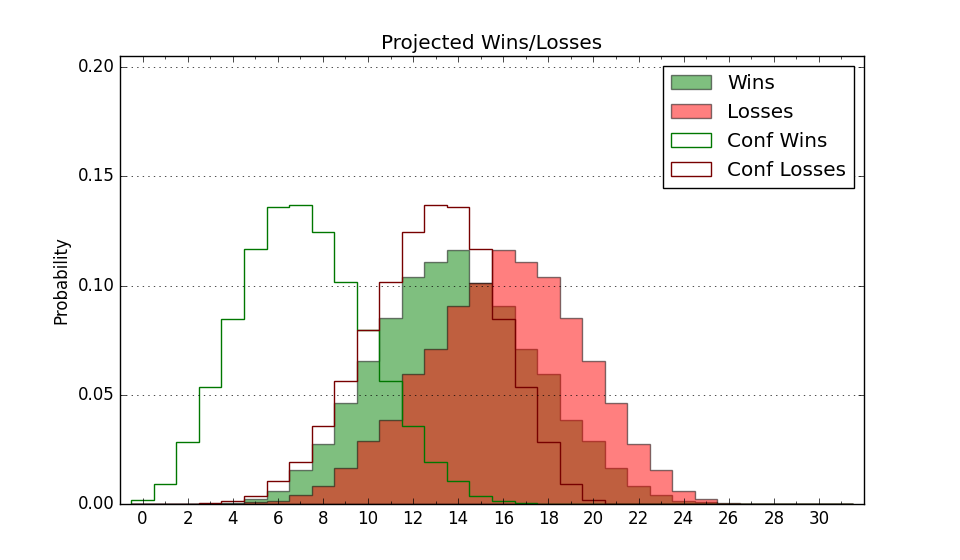 Projected Wins/Losses
Wins
Losses
Conf Wins
Conf Losses
Probability
0.20
0.15
0.10
0.05
0.00
0 2 4 6 8 10 12 14 16 18 20 22 24 26 28 30